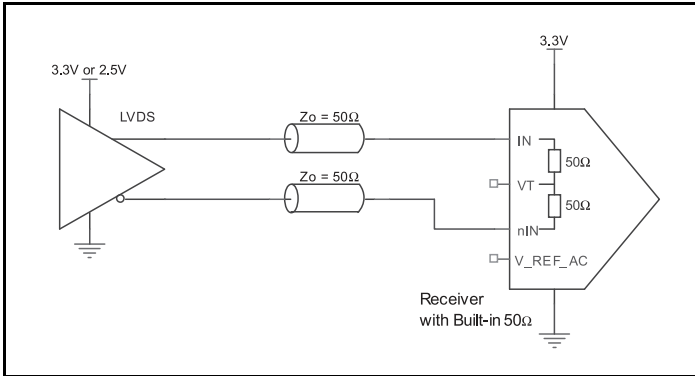 3.3V or 2.5V
LVDS
Zo = 50Ω
Zo = 50Ω
3.3V
IN
50Ω
VT
50Ω
nIN
V_REF_AC
Receiver
with Built-in 50Ω